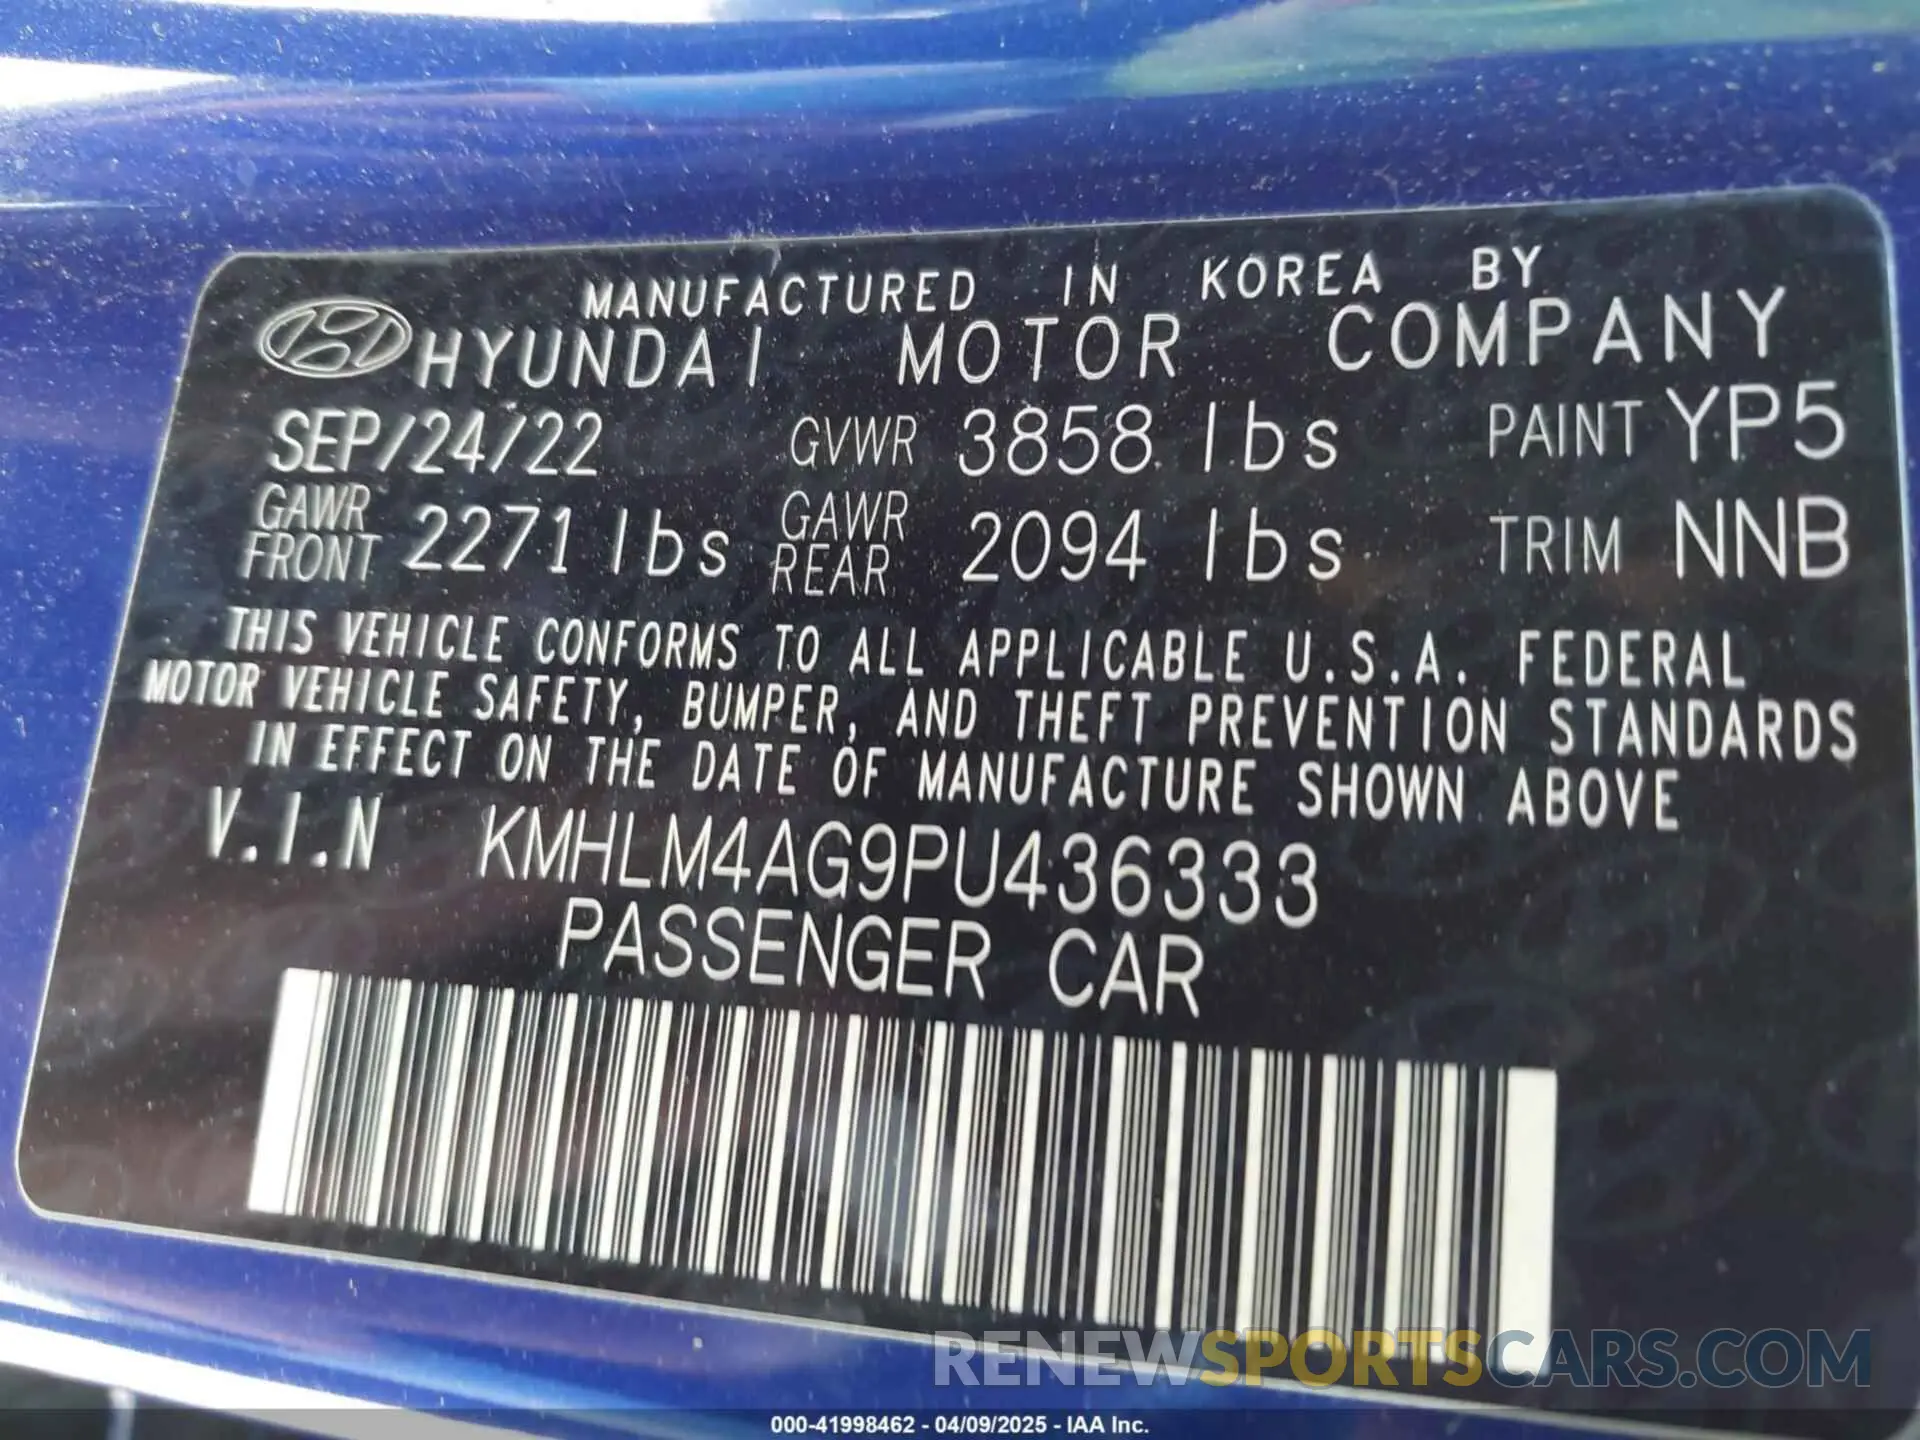 MANUFACTURED IN KOREA BY
HYUNDAI MOTOR COMPANY
SEP/24/22 GVWR 3858 lbs PAINT YP5
GAWR FRONT 2271 lbs GAWR REAR 2094 lbs TRIM NNB
THIS VEHICLE CONFORMS TO ALL APPLICABLE U.S.A. FEDERAL
MOTOR VEHICLE SAFETY, BUMPER, AND THEFT PREVENTION STANDARDS
IN EFFECT ON THE DATE OF MANUFACTURE SHOWN ABOVE
V.I.N KMHLM4AG9PU436333
PASSENGER CAR
RENEWSPORTSCARS.COM
000-41998462 - 04/09/2025 - IAA Inc.